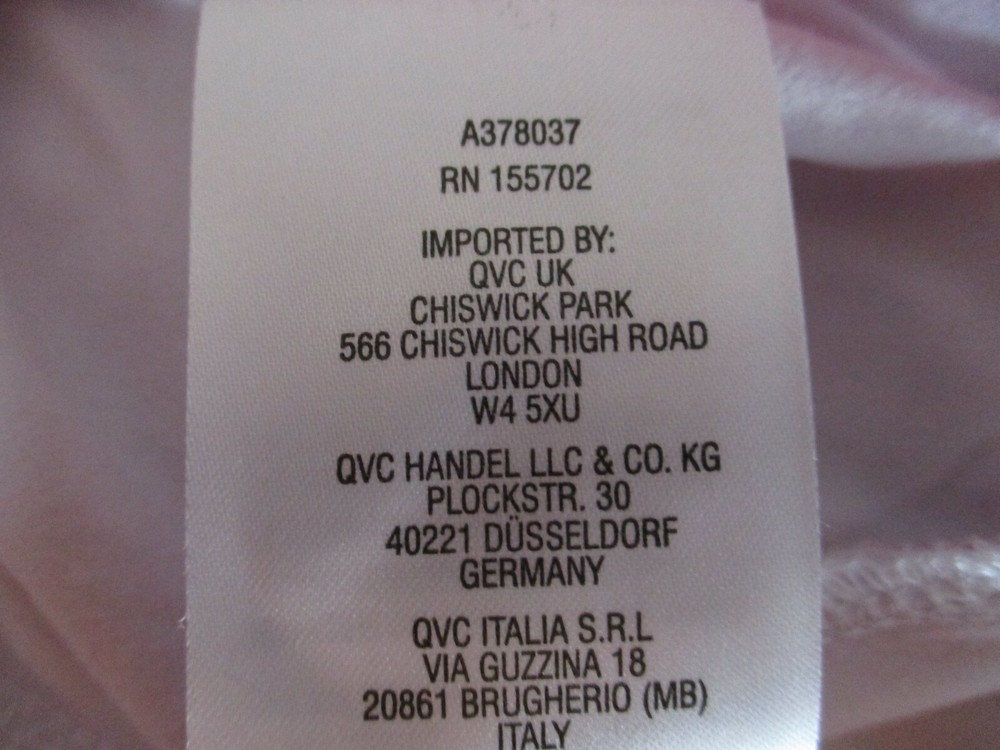 A378037
RN 155702
IMPORTED BY:
QVC UK
CHISWICK PARK
566 CHISWICK HIGH ROAD
LONDON
W4 5XU
QVC HANDEL LLC & CO. KG
PLOCKSTR. 30
40221 DÜSSELDORF
GERMANY
QVC ITALIA S.R.L
VIA GUZZINA 18
20861 BRUGHERIO (MB)
ITALY